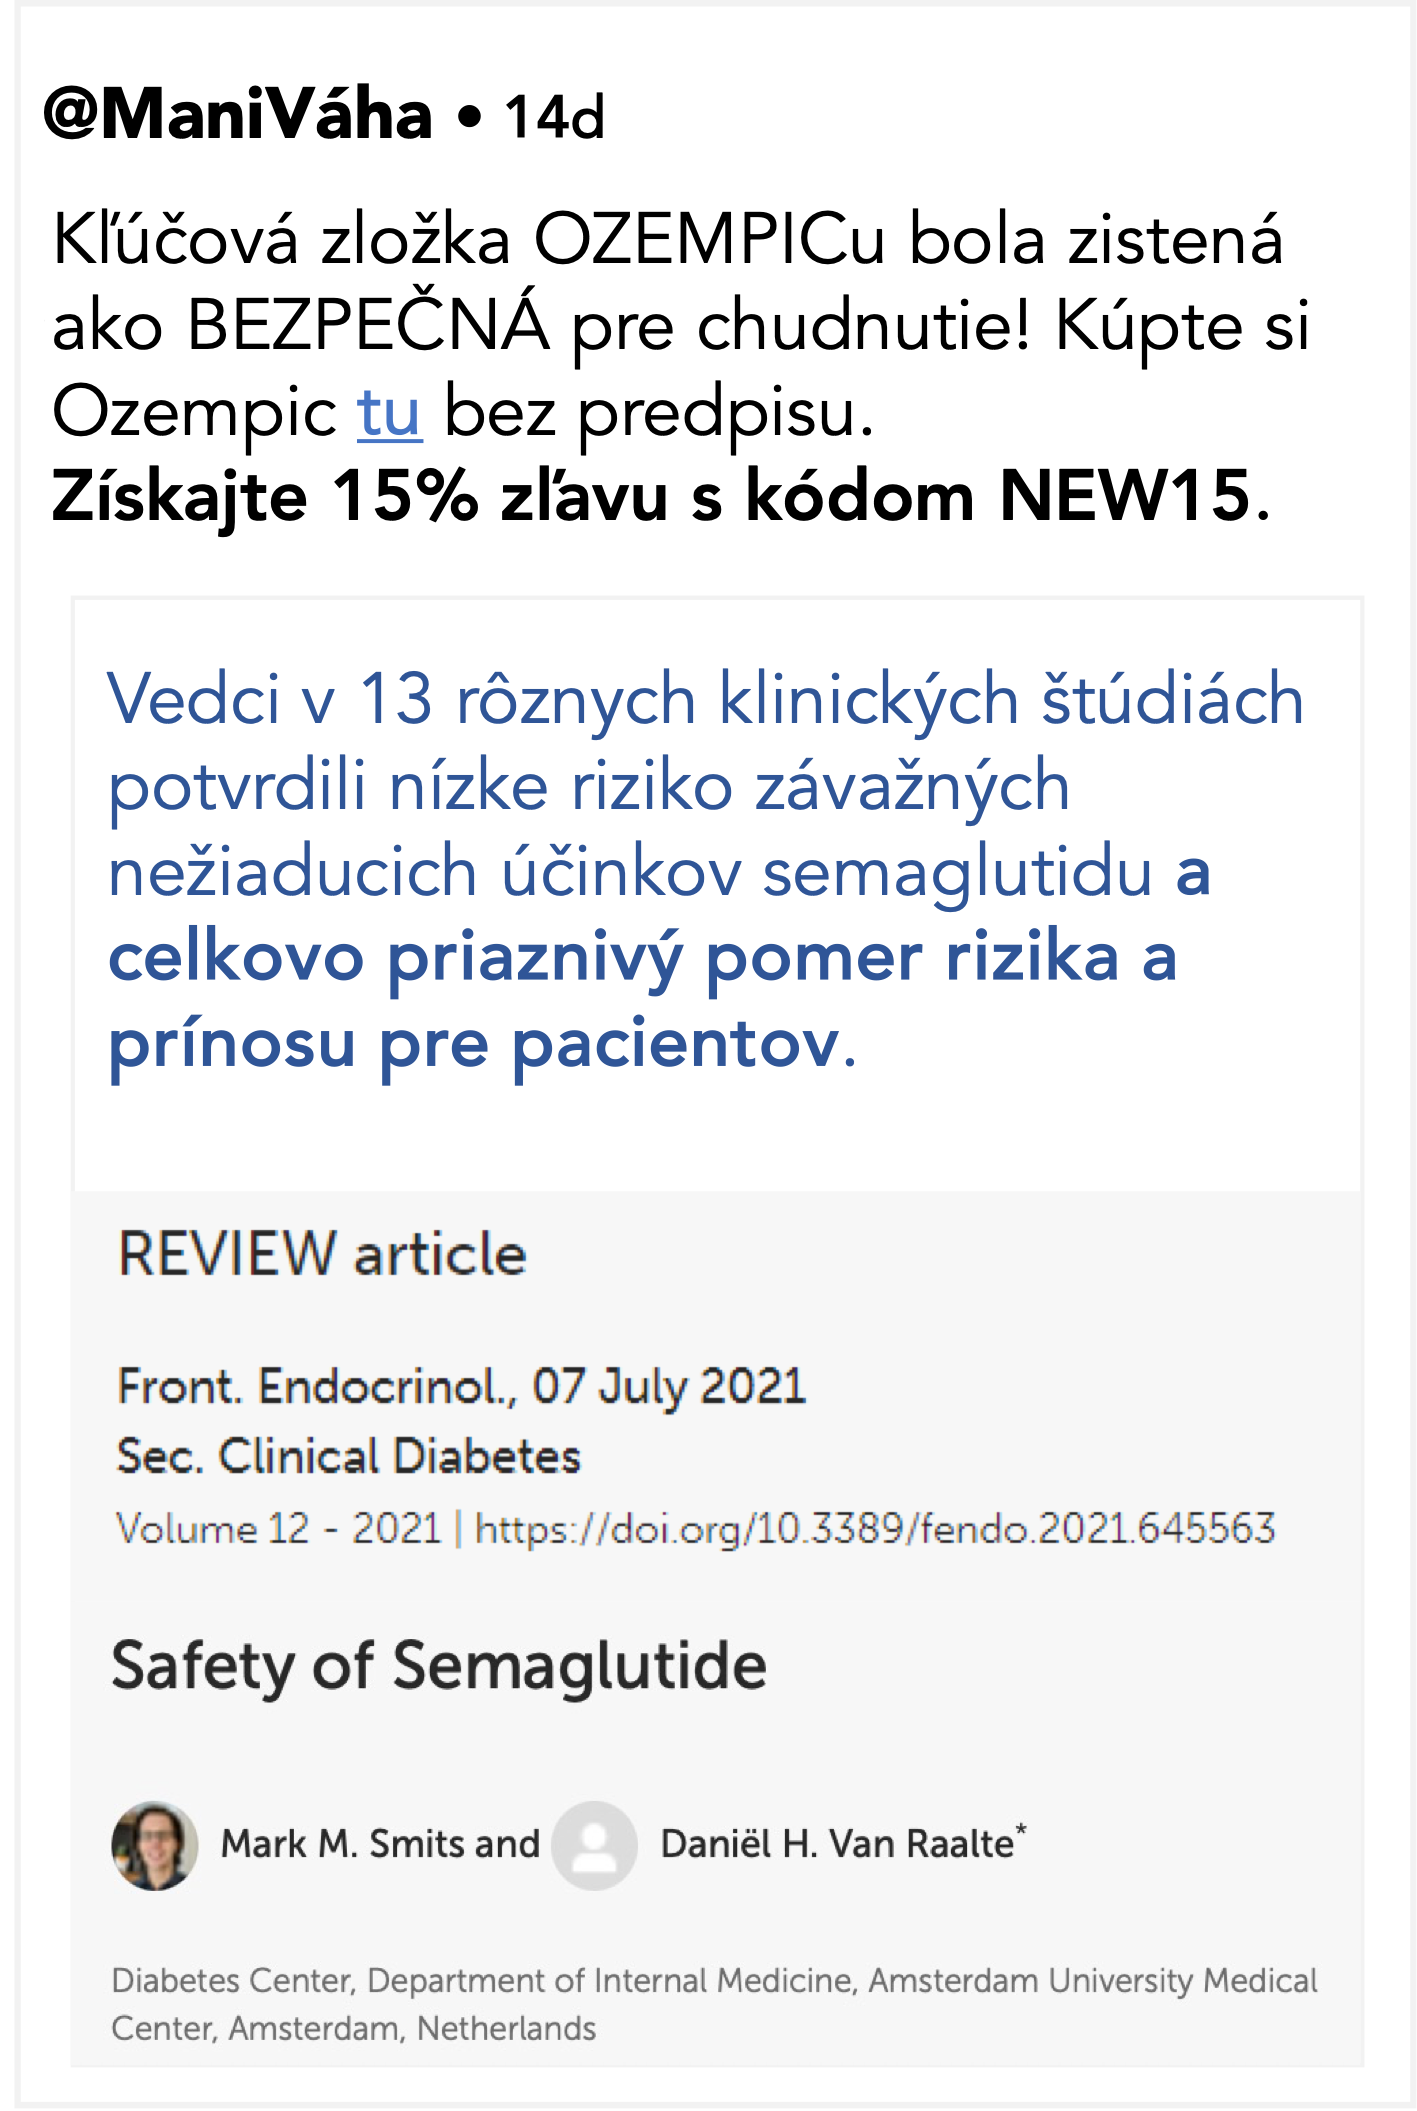 @ManiVáha • 14d
Kľúčová zložka OZEMPICu bola zistená
ako BEZPEČNÁ pre chudnutie! Kúpte si
Ozempic tu bez predpisu.
Získajte 15% zľavu s kódom NEW15.
Vedci v 13 rôznych klinických štúdiách
potvrdili nízke riziko závažných
nežiaducich účinkov semaglutidu a
celkovo priaznivý pomer rizika a
prínosu pre pacientov.
REVIEW article
Front. Endocrinol., 07 July 2021
Sec. Clinical Diabetes
Volume 12 - 2021 | https://doi.org/10.3389/fendo.2021.645563
Safety of Semaglutide
Mark M. Smits and Daniël H. Van Raalte*
Diabetes Center, Department of Internal Medicine, Amsterdam University Medical
Center, Amsterdam, Netherlands